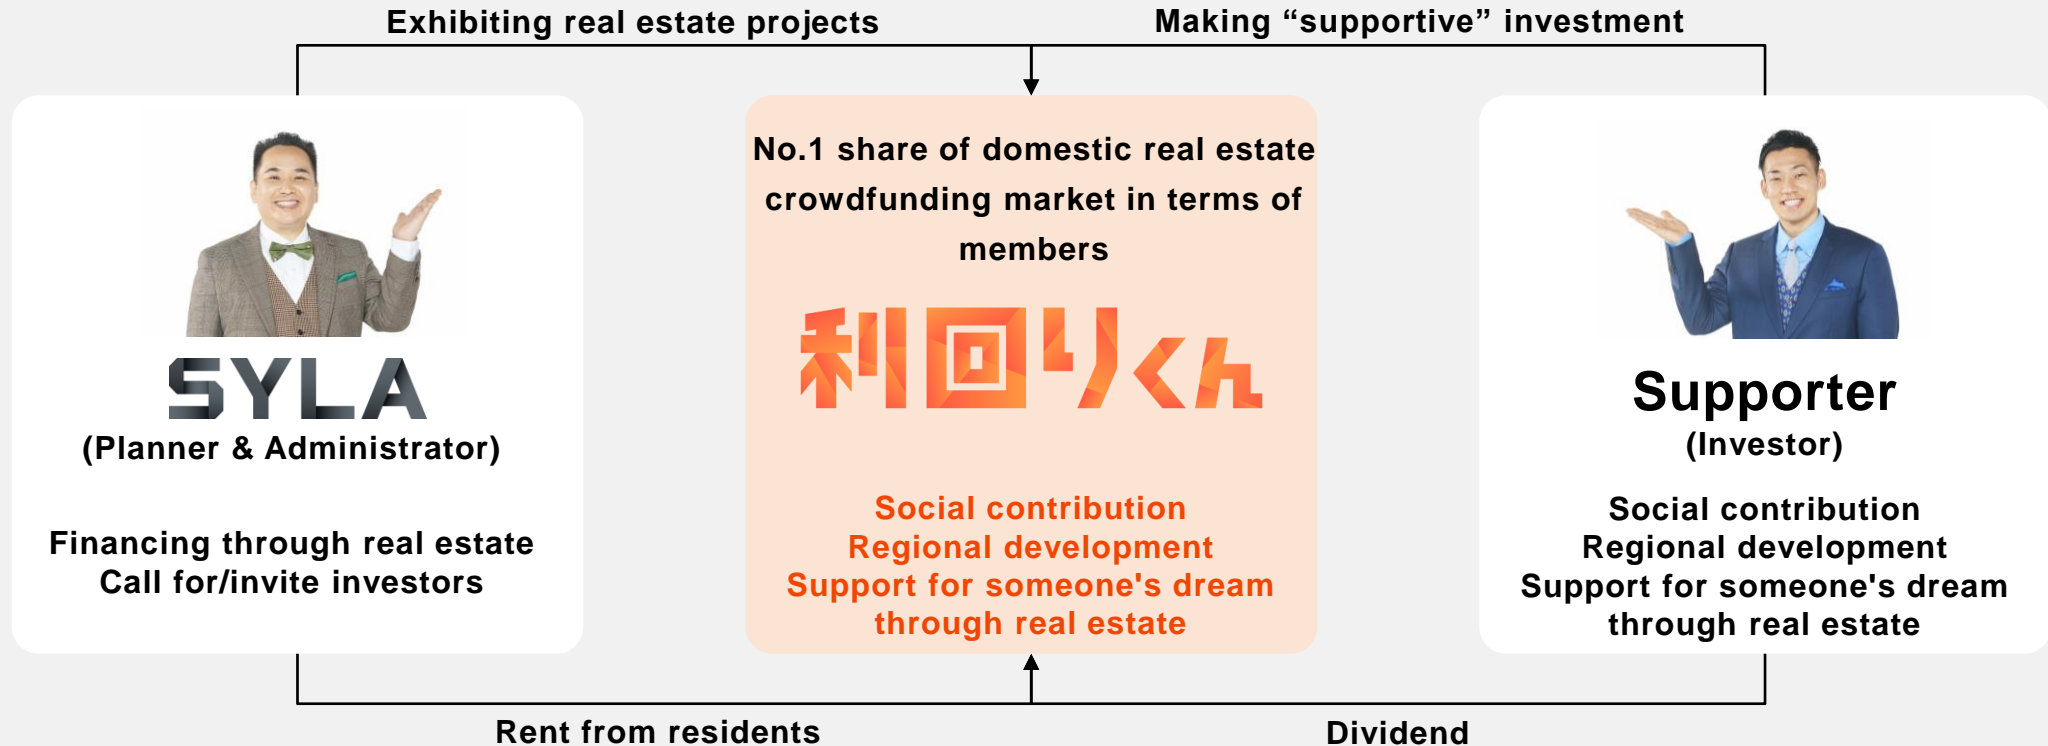 Exhibiting real estate projects
Making “supportive” investment
SYLA
(Planner & Administrator)
Financing through real estate
Call for/invite investors
No.1 share of domestic real estate
crowdfunding market in terms of
members
利回りくん
Social contribution
Regional development
Support for someone's dream
through real estate
Supporter
(Investor)
Social contribution
Regional development
Support for someone's dream
through real estate
Rent from residents
Dividend